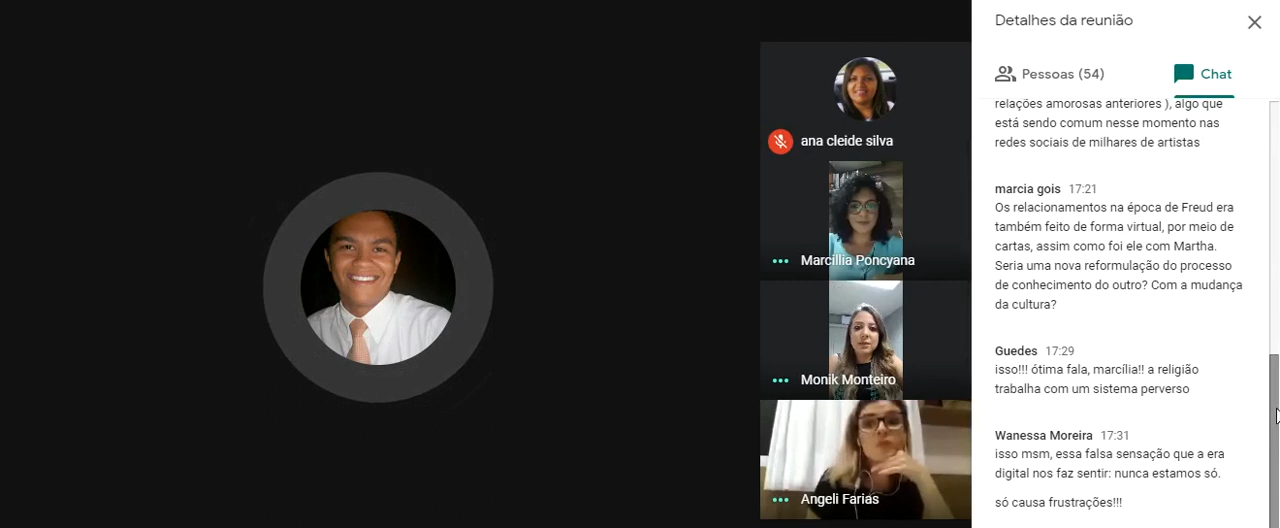 ana cleide silva
Marcíllia Poncyana
Monik Monteiro
Angeli Farias
Detalhes da reunião
Pessoas (54)
Chat
relações amorosas anteriores ), algo que
está sendo comum nesse momento nas
redes sociais de milhares de artistas
marcia gois 17:21
Os relacionamentos na época de Freud era
também feito de forma virtual, por meio de
cartas, assim como foi ele com Martha.
Seria uma nova reformulação do processo
de conhecimento do outro? Com a mudança
da cultura?
Guedes 17:29
isso!!! ótima fala, marcília!! a religião
trabalha com um sistema perverso
Wanessa Moreira 17:31
isso msm, essa falsa sensação que a era
digital nos faz sentir: nunca estamos só.
só causa frustrações!!!